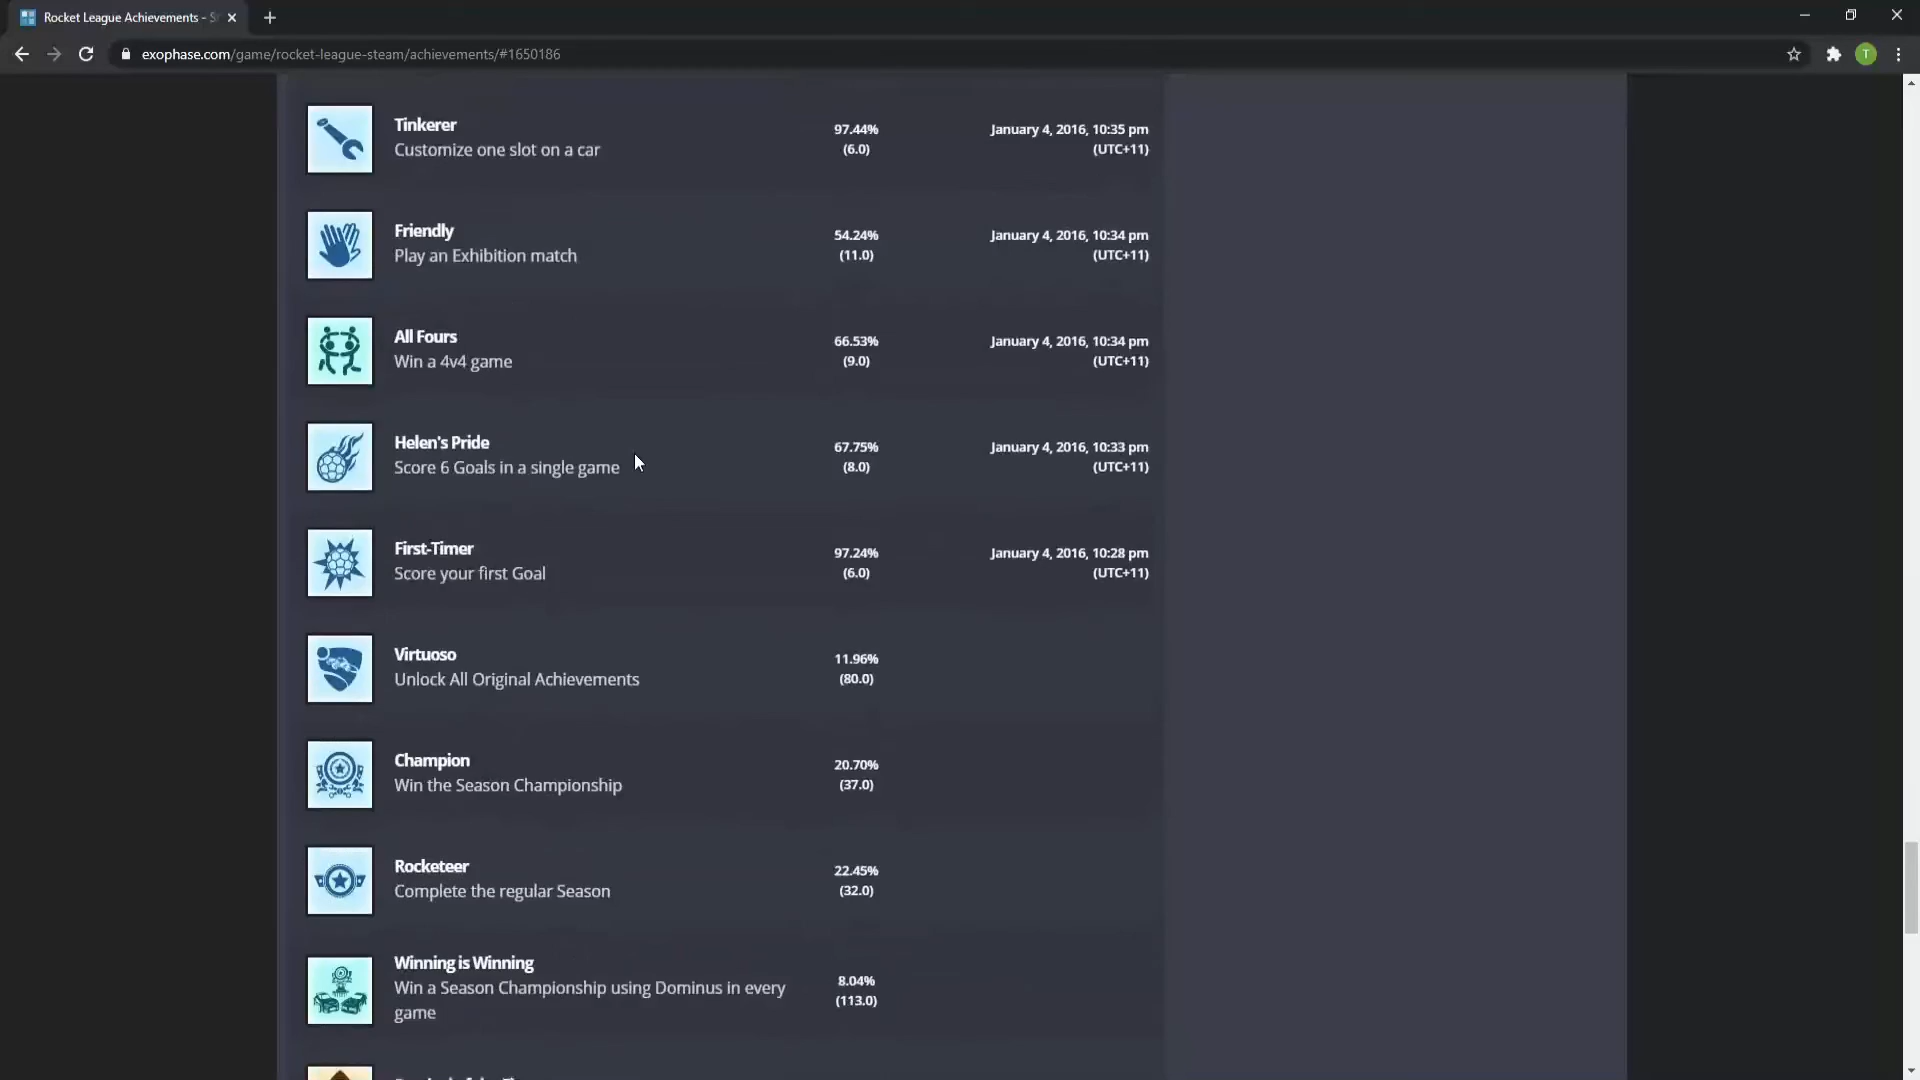 Rocket League Achievements - S
exophase.com/game/rocket-league-steam/achievements/#1650186
T
Tinkerer
Customize one slot on a car
97.44%
(6.0)
January 4, 2016, 10:35 pm
(UTC+11)
Friendly
Play an Exhibition match
54.24%
(11.0)
January 4, 2016, 10:34 pm
(UTC+11)
All Fours
Win a 4v4 game
66.53%
(9.0)
January 4, 2016, 10:34 pm
(UTC+11)
Helen's Pride
Score 6 Goals in a single game
67.75%
(8.0)
January 4, 2016, 10:33 pm
(UTC+11)
First-Timer
Score your first Goal
97.24%
(6.0)
January 4, 2016, 10:28 pm
(UTC+11)
Virtuoso
Unlock All Original Achievements
11.96%
(80.0)
Champion
Win the Season Championship
20.70%
(37.0)
Rocketeer
Complete the regular Season
22.45%
(32.0)
Winning is Winning
Win a Season Championship using Dominus in every
game
8.04%
(113.0)